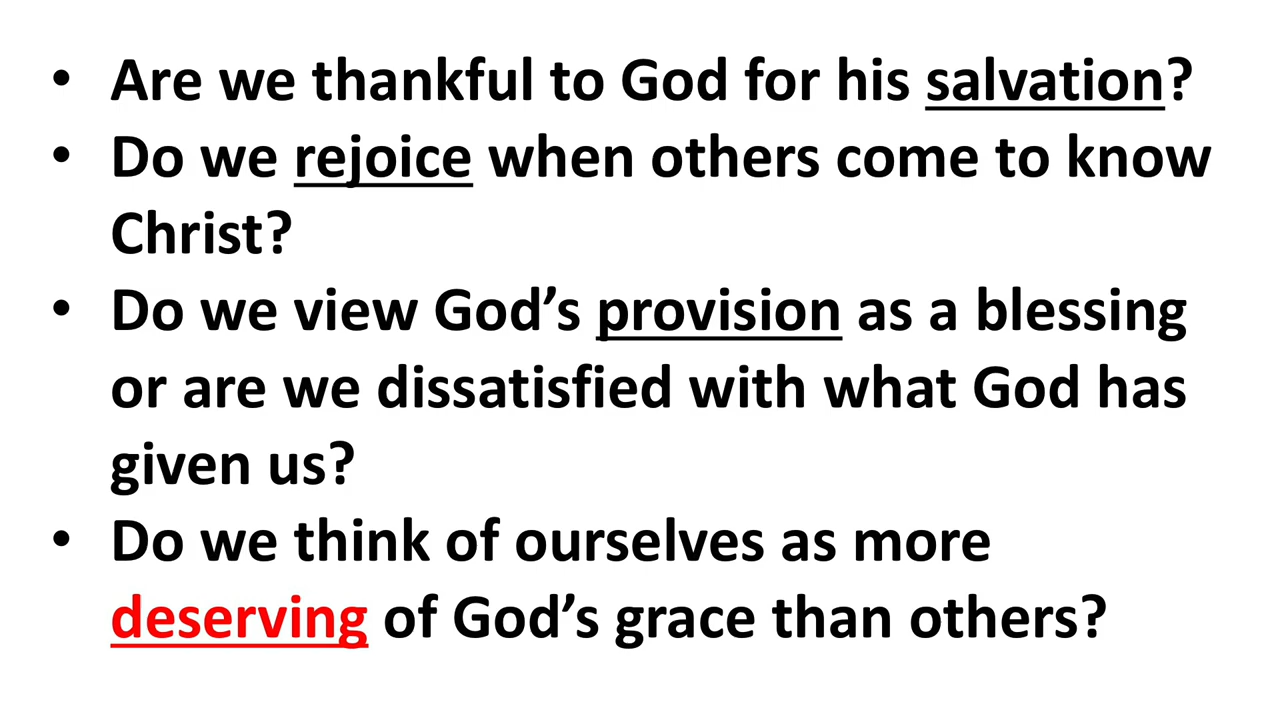 • Are we thankful to God for his salvation?
• Do we rejoice when others come to know
Christ?
• Do we view God’s provision as a blessing
or are we dissatisfied with what God has
given us?
• Do we think of ourselves as more
deserving of God’s grace than others?